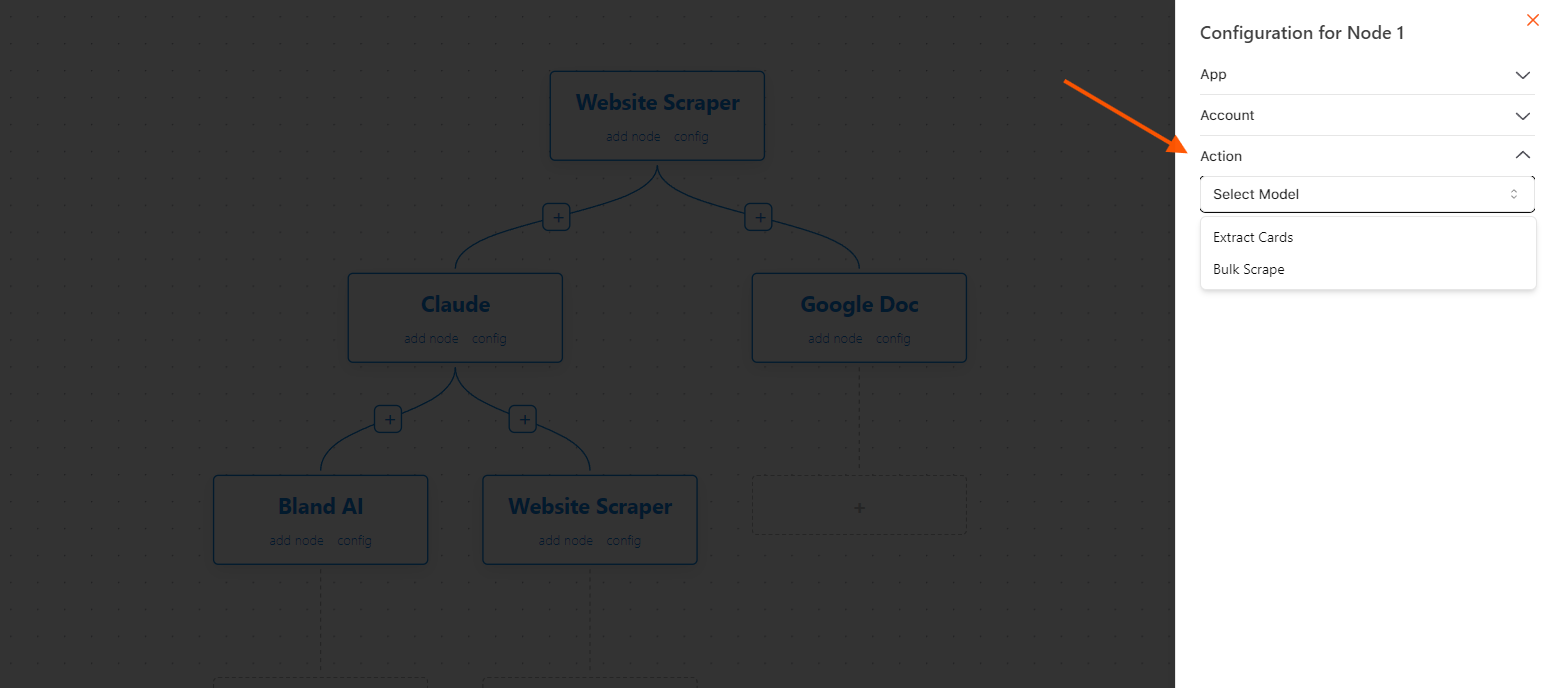 Configuration for Node 1
App
Account
Action
Select Model
Extract Cards
Bulk Scrape
Website Scraper
add node config
+ +
Claude
add node config
Google Doc
add node config
+ +
Bland AI
add node config
Website Scraper
add node config
+